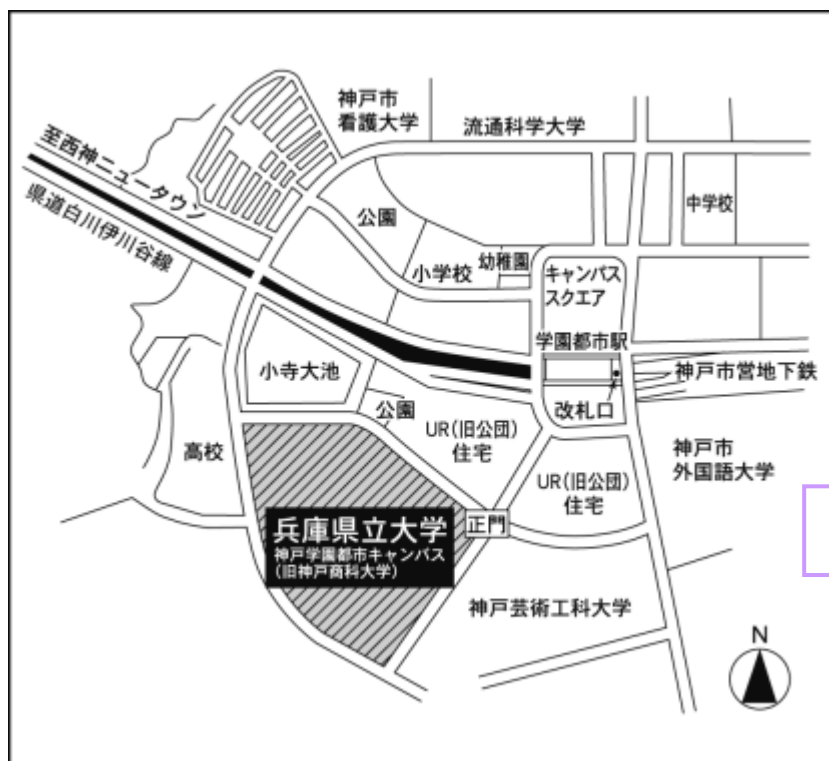 神戸市
看護大学
流通科学大学
至西神ニュータウン
県道白川伊川谷線
公園
中学校
小学校
幼稚園
キャンパス
スクエア
学園都市駅
小寺大池
神戸市営地下鉄
公園
改札口
UR(旧公団)
住宅
高校
神戸市
外国語大学
UR(旧公団)
住宅
正門
兵庫県立大学
神戸学園都市キャンパス
(旧神戸商科大学)
神戸芸術工科大学
N